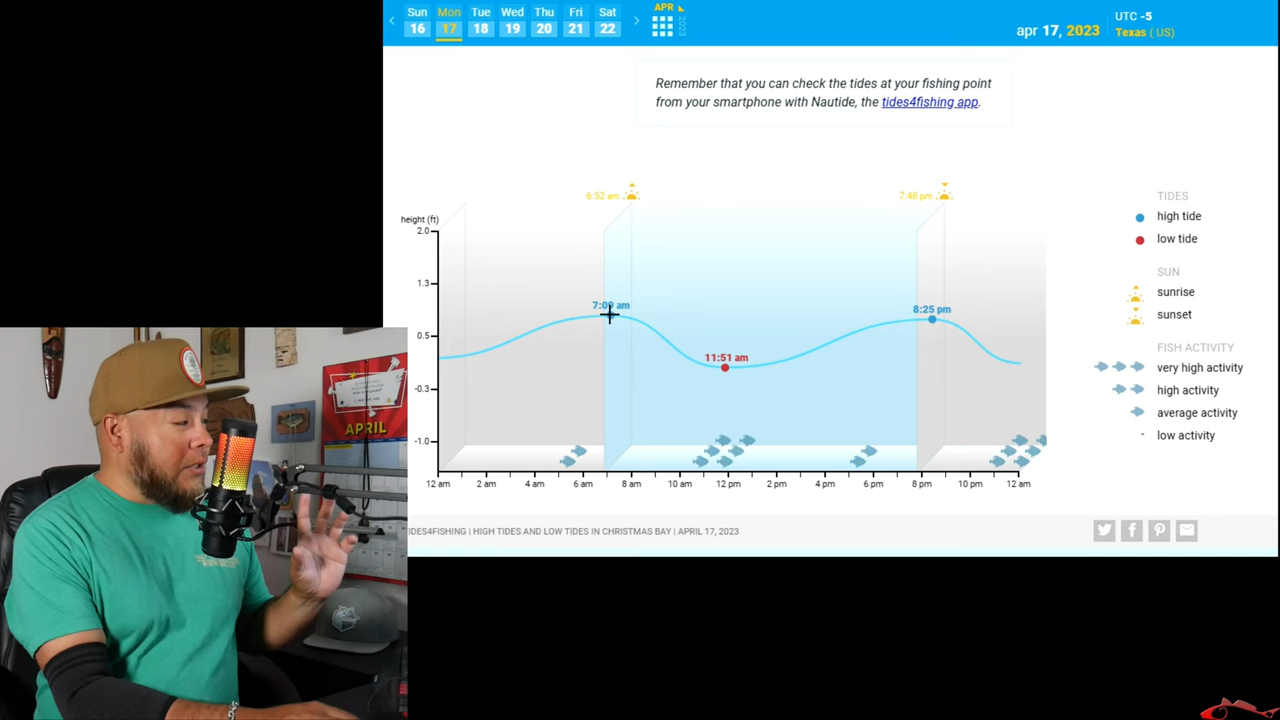 Sun Mon Tue Wed Thu Fri Sat
16 17 18 19 20 21 22
APR
2023
apr 17, 2023
UTC -5
Texas ( US)
Remember that you can check the tides at your fishing point
from your smartphone with Nautide, the tides4fishing app.
6:52 am
7:48 pm
height (ft)
2.0
1.3
0.5
-0.3
-1.0
11:51 am
8:25 pm
12 am 2 am 4 am 6 am 8 am 10 am 12 pm 2 pm 4 pm 6 pm 8 pm 10 pm 12 am
TIDES
high tide
low tide
SUN
sunrise
sunset
FISH ACTIVITY
very high activity
high activity
average activity
low activity
IDES4FISHING | HIGH TIDES AND LOW TIDES IN CHRISTMAS BAY | APRIL 17, 2023
APRIL